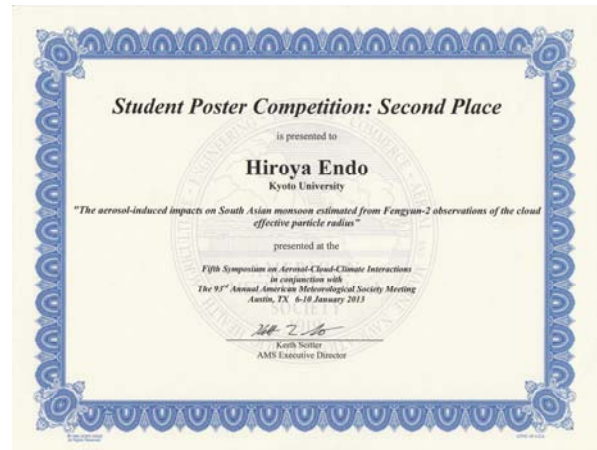 Student Poster Competition: Second Place
is presented to
Hiroya Endo
Kyoto University
"The aerosol-induced impacts on South Asian monsoon estimated from Fengyun-2 observations of the cloud
effective particle radius"
presented at the
Fifth Symposium on Aerosol-Cloud-Climate Interactions
in conjunction with
The 93rd Annual American Meteorological Society Meeting
Austin, TX 6-10 January 2013
Keith Seitter
AMS Executive Director